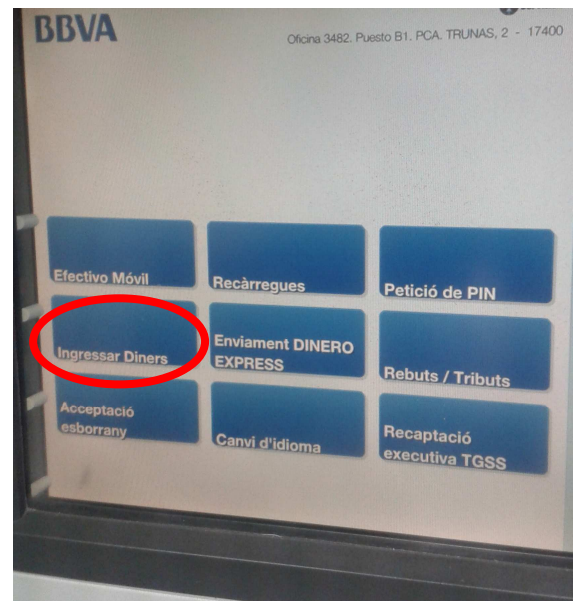 BBVA
Oficina 3482. Puesto B1. PCA. TRUNAS, 2 - 17400
Efectivo Móvil
Recàrregues
Petició de PIN
Ingressar Diners
Enviament DINERO
EXPRESS
Rebuts / Tributs
Acceptació
esborrany
Canvi d'idioma
Recaptació
executiva TGSS